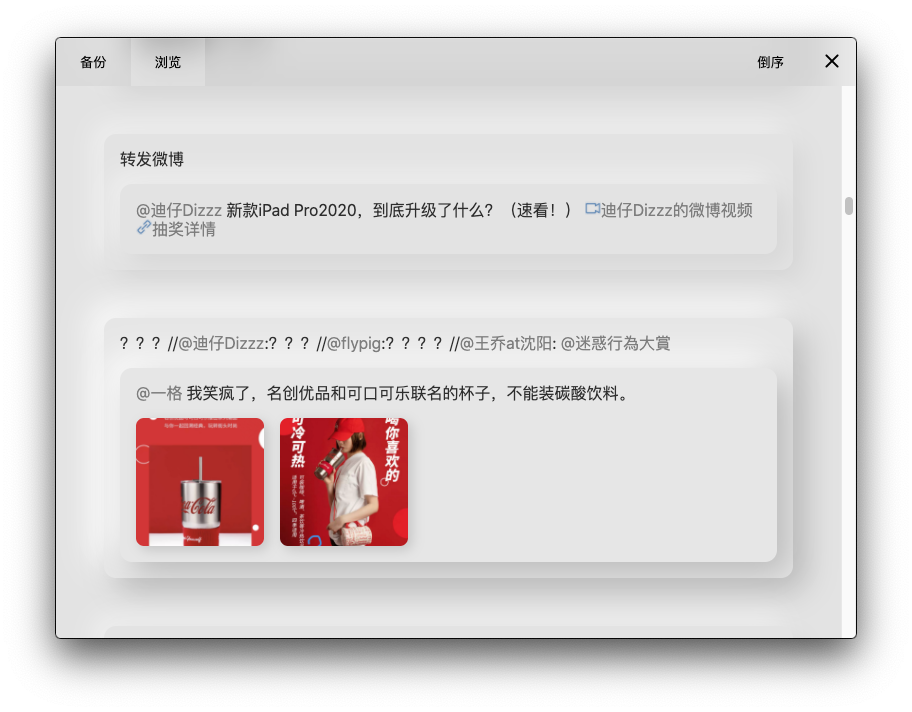 备份
浏览
倒序
转发微博
@迪仔Dizzz 新款iPad Pro2020，到底升级了什么？（速看！） 迪仔Dizzz的微博视频
抽奖详情
？？？//@迪仔Dizzz:？？？//@flypig:？？？？//@王乔at沈阳: @迷惑行為大賞
@一格 我笑疯了，名创优品和可口可乐联名的杯子，不能装碳酸饮料。
可冷可热
喝你喜欢的